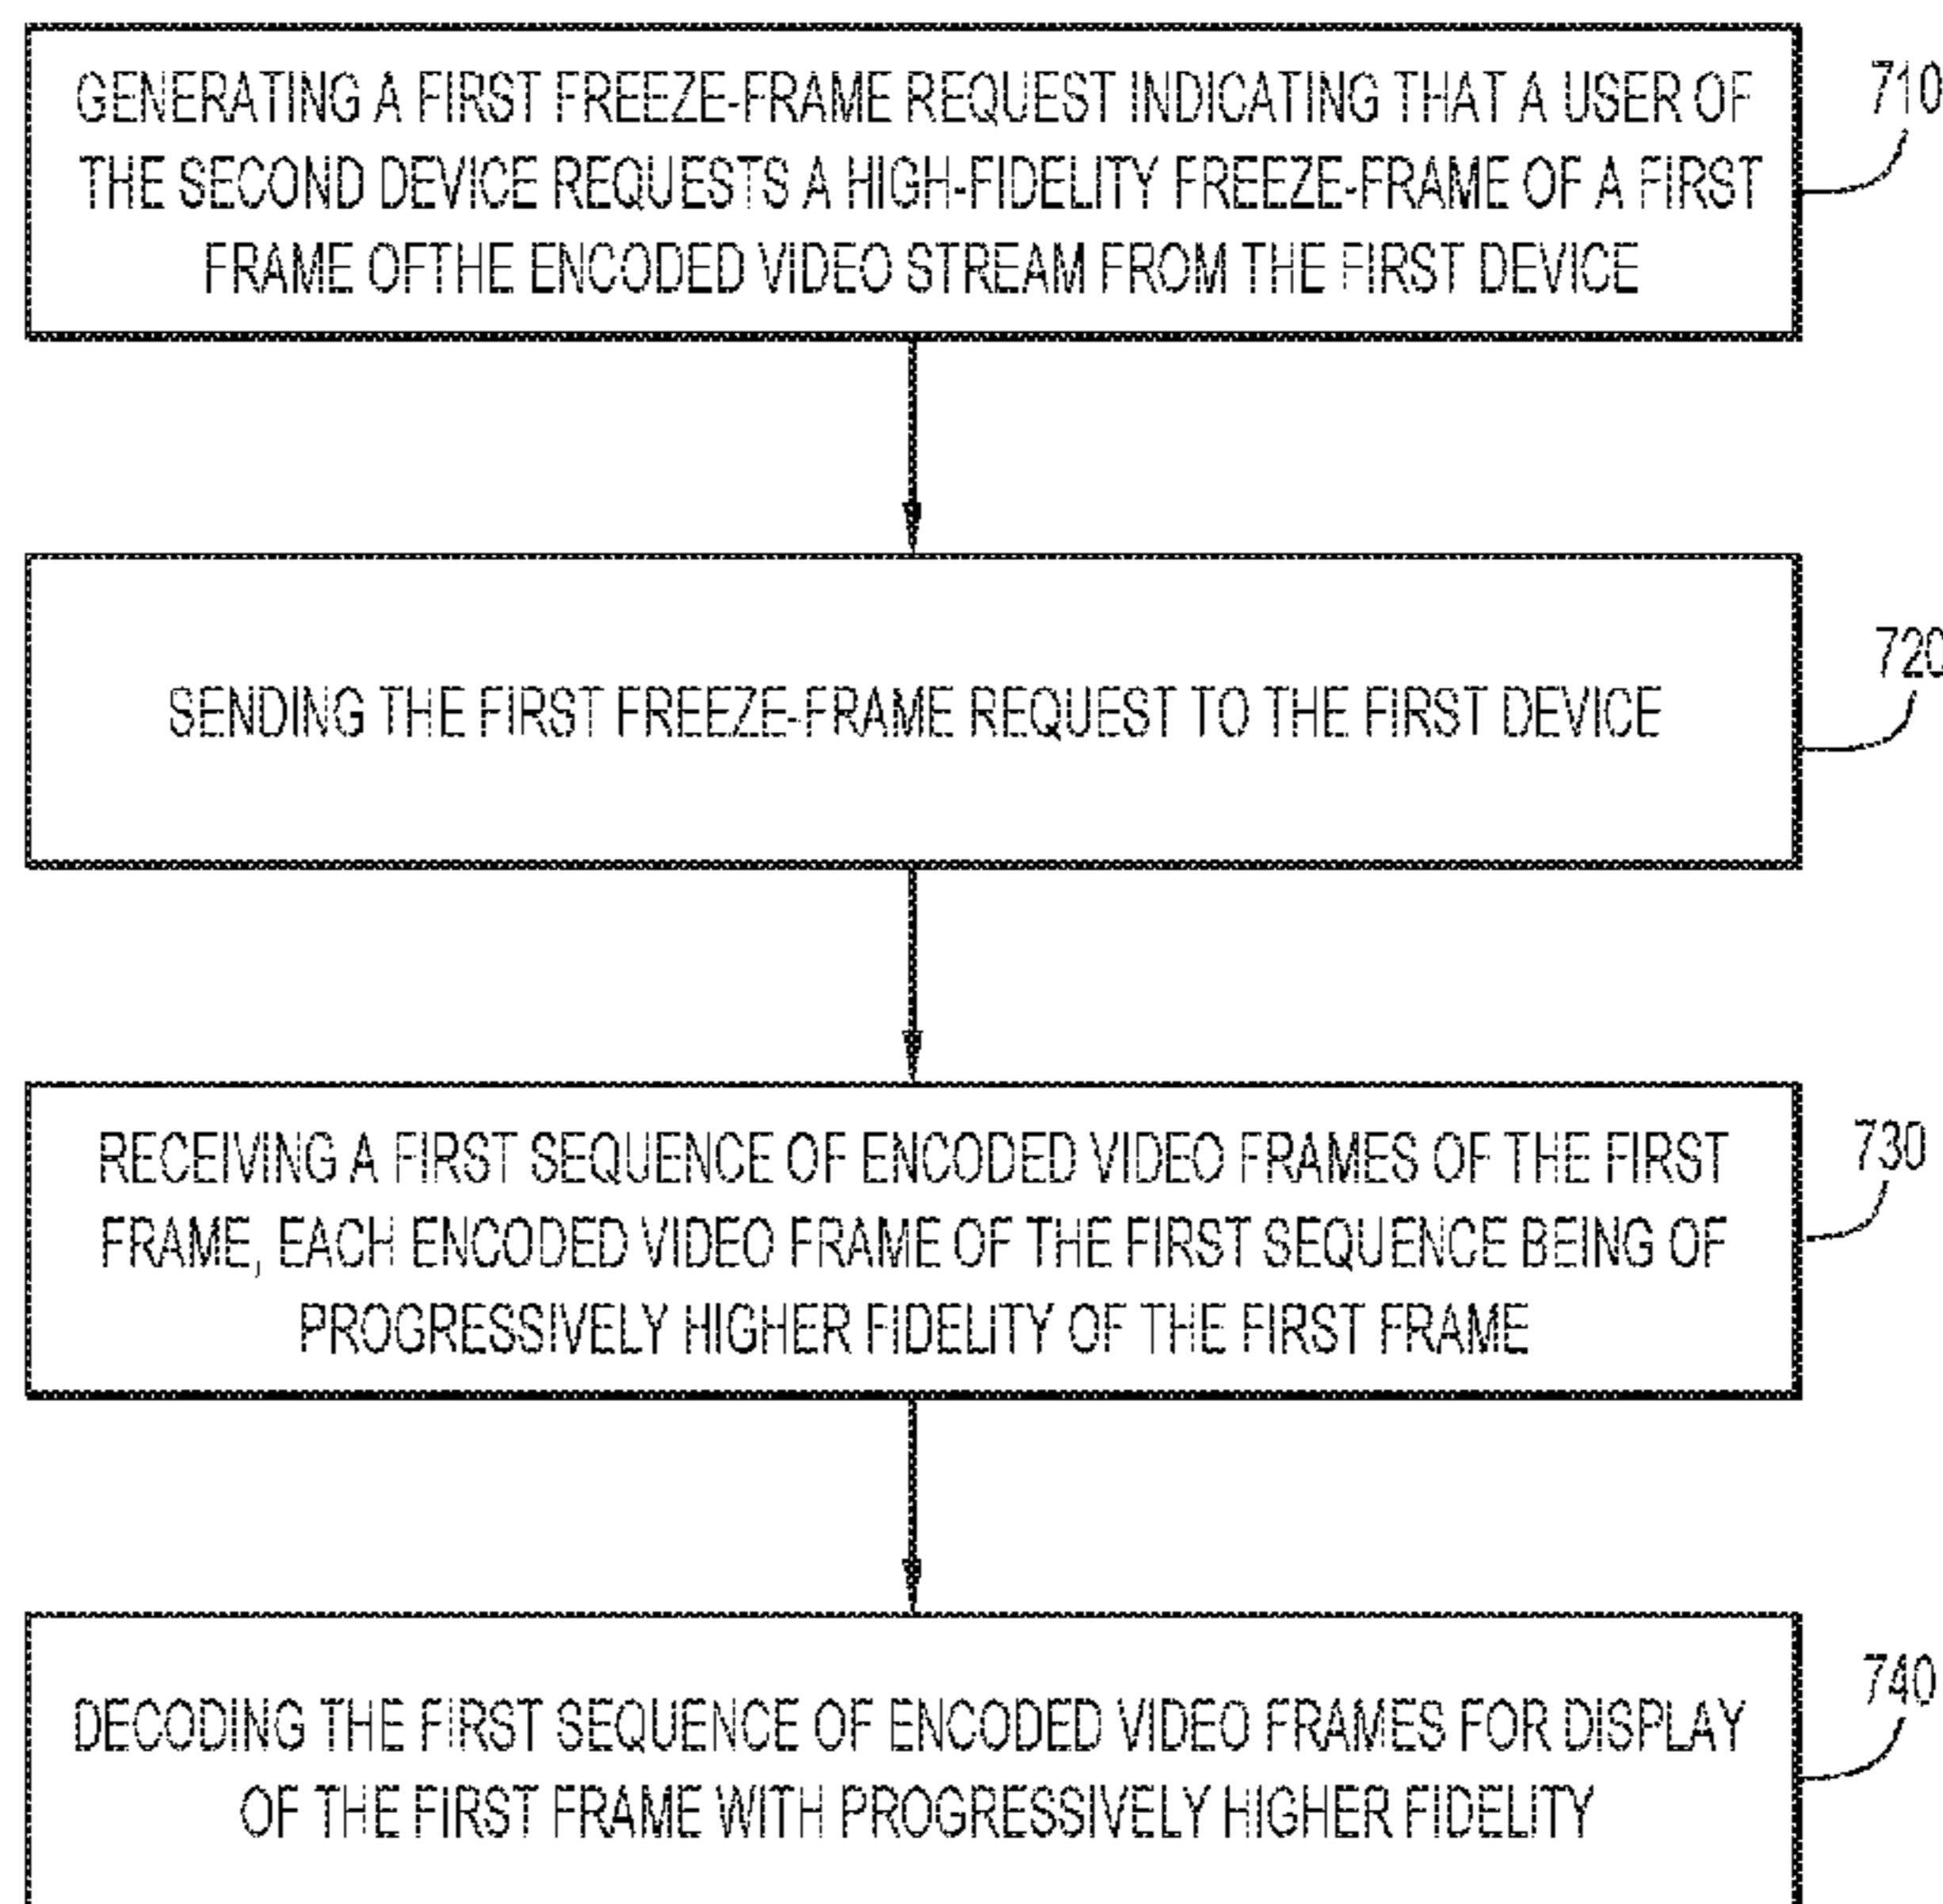 GENERATING A FIRST FREEZE-FRAME REQUEST INDICATING THAT A USER OF
THE SECOND DEVICE REQUESTS A HIGH-FIDELITY FREEZE-FRAME OF A FIRST
FRAME OFTHE ENCODED VIDEO STREAM FROM THE FIRST DEVICE
710
SENDING THE FIRST FREEZE-FRAME REQUEST TO THE FIRST DEVICE
720
RECEIVING A FIRST SEQUENCE OF ENCODED VIDEO FRAMES OF THE FIRST
FRAME, EACH ENCODED VIDEO FRAME OF THE FIRST SEQUENCE BEING OF
PROGRESSIVELY HIGHER FIDELITY OF THE FIRST FRAME
730
DECODING THE FIRST SEQUENCE OF ENCODED VIDEO FRAMES FOR DISPLAY
OF THE FIRST FRAME WITH PROGRESSIVELY HIGHER FIDELITY
740